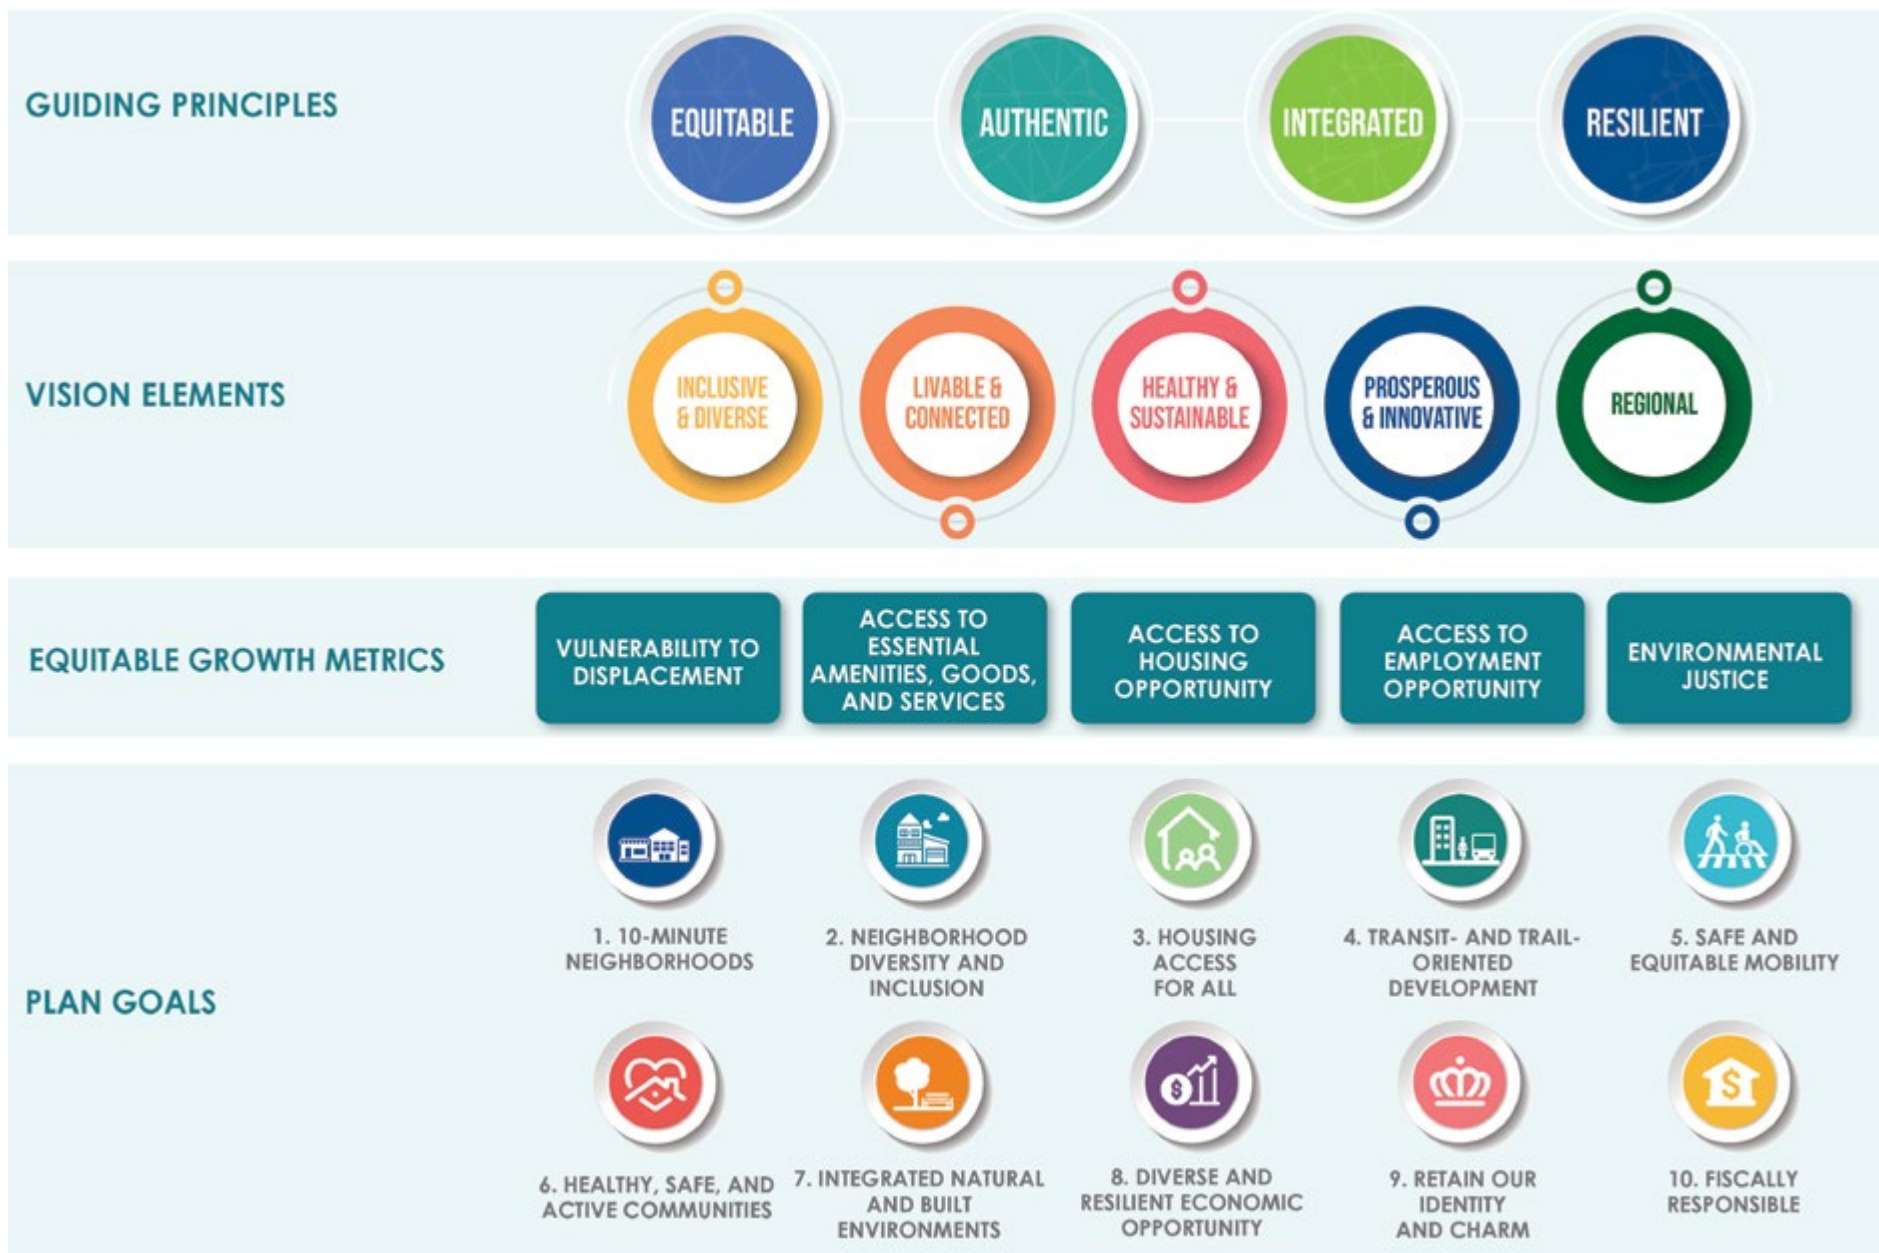 GUIDING PRINCIPLES
EQUITABLE
AUTHENTIC
INTEGRATED
RESILIENT
VISION ELEMENTS
INCLUSIVE
& DIVERSE
LIVABLE &
CONNECTED
HEALTHY &
SUSTAINABLE
PROSPEROUS
& INNOVATIVE
REGIONAL
EQUITABLE GROWTH METRICS
VULNERABILITY TO
DISPLACEMENT
ACCESS TO
ESSENTIAL
AMENITIES, GOODS,
AND SERVICES
ACCESS TO
HOUSING
OPPORTUNITY
ACCESS TO
EMPLOYMENT
OPPORTUNITY
ENVIRONMENTAL
JUSTICE
PLAN GOALS
1. 10-MINUTE
NEIGHBORHOODS
2. NEIGHBORHOOD
DIVERSITY AND
INCLUSION
3. HOUSING
ACCESS
FOR ALL
4. TRANSIT- AND TRAIL-
ORIENTED
DEVELOPMENT
5. SAFE AND
EQUITABLE MOBILITY
6. HEALTHY, SAFE, AND
ACTIVE COMMUNITIES
7. INTEGRATED NATURAL
AND BUILT
ENVIRONMENTS
8. DIVERSE AND
RESILIENT ECONOMIC
OPPORTUNITY
9. RETAIN OUR
IDENTITY
AND CHARM
10. FISCALLY
RESPONSIBLE